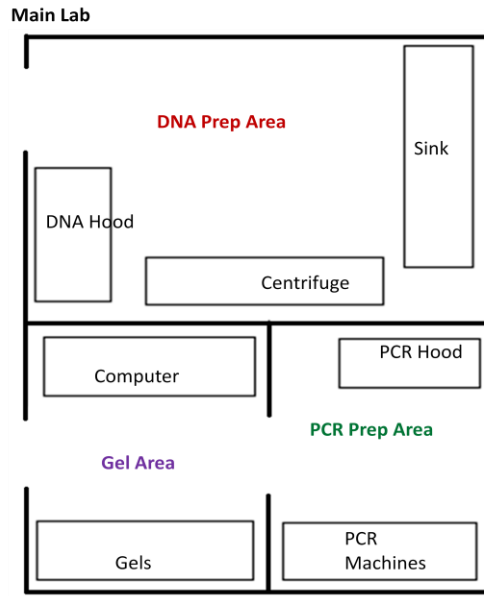 Main Lab
DNA Prep Area
Sink
DNA Hood
Centrifuge
Computer
PCR Hood
PCR Prep Area
Gel Area
Gels
PCR
Machines